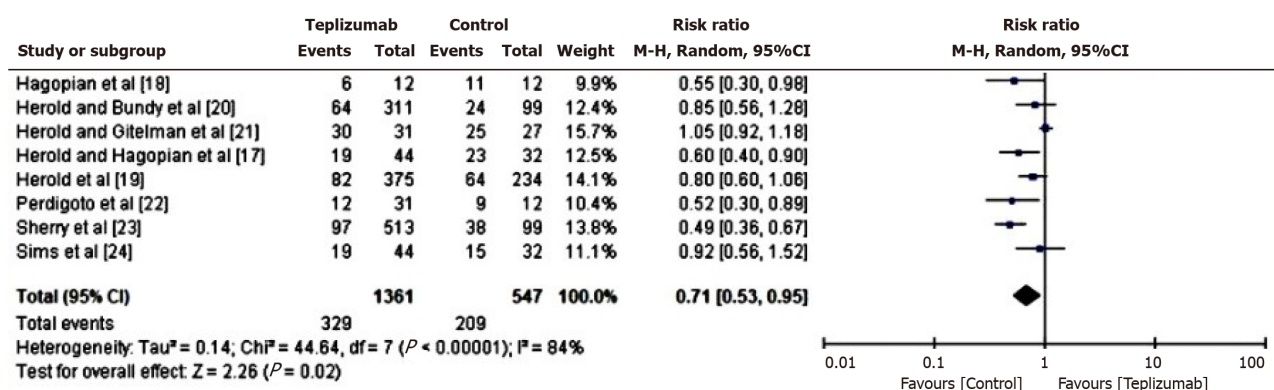 Teplizumab Control Risk ratio Risk ratio
Study or subgroup Events Total Events Total Weight M-H, Random, 95%CI M-H, Random, 95%CI
Hagopian et al [18] 6 12 11 12 9.9% 0.55 [0.30, 0.98]
Herold and Bundy et al [20] 64 311 24 99 12.4% 0.85 [0.56, 1.28]
Herold and Gitelman et al [21] 30 31 25 27 15.7% 1.05 [0.92, 1.18]
Herold and Hagopian et al [17] 19 44 23 32 12.5% 0.60 [0.40, 0.90]
Herold et al [19] 82 375 64 234 14.1% 0.80 [0.60, 1.06]
Perdigoto et al [22] 12 31 9 12 10.4% 0.52 [0.30, 0.89]
Sherry et al [23] 97 513 38 99 13.8% 0.49 [0.36, 0.67]
Sims et al [24] 19 44 15 32 11.1% 0.92 [0.56, 1.52]
Total (95% CI) 1361 547 100.0% 0.71 [0.53, 0.95]
Total events 329 209
Heterogeneity: Tau² = 0.14; Chi² = 44.64, df = 7 (P < 0.00001); I² = 84%
Test for overall effect: Z = 2.26 (P = 0.02)
0.01 0.1 1 10 100
Favours [Control] Favours [Teplizumab]